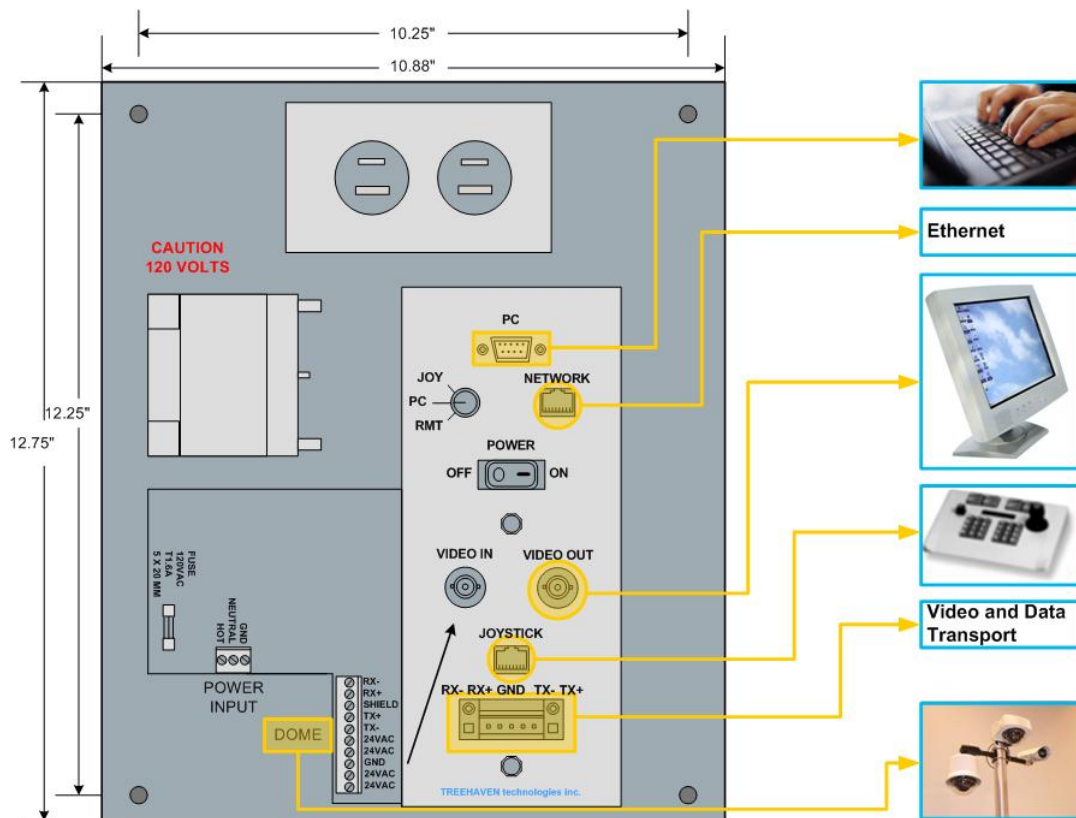 10.25"
10.88"
CAUTION
120 VOLTS
Ethernet
PC
JOY
PC
RMT
NETWORK
12.25"
12.75"
POWER
OFF
ON
VIDEO IN
VIDEO OUT
FUSE
120VAC
T1.6A
5 X 20 MM
GND
NEUTRAL
HOT
POWER
INPUT
JOYSTICK
Video and Data
Transport
RX- RX+ GND TX- TX+
RX-
RX+
SHIELD
TX+
TX-
24VAC
24VAC
GND
24VAC
24VAC
DOME
TREEHAVEN technologies inc.